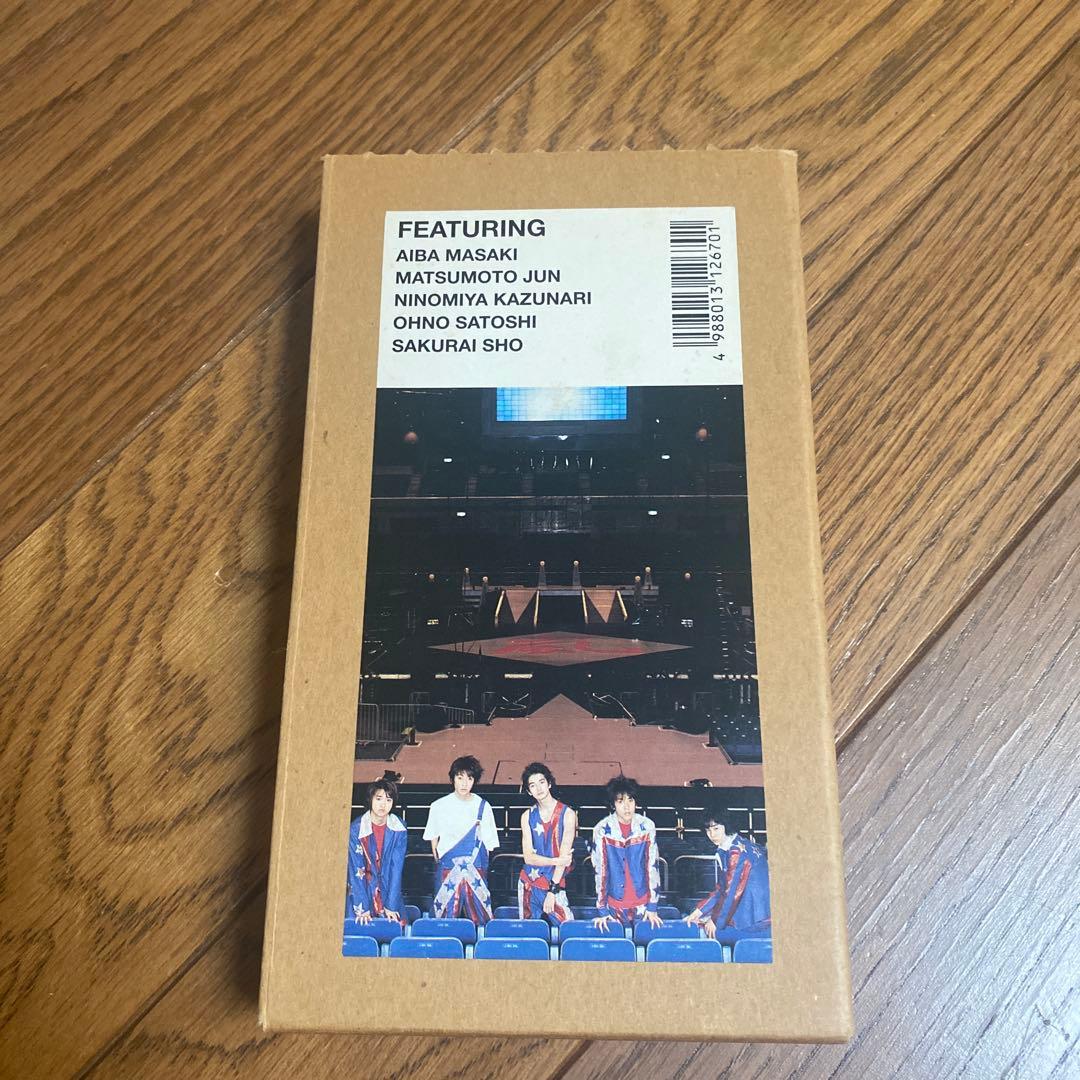 FEATURING
AIBA MASAKI
MATSUMOTO JUN
NINOMIYA KAZUNARI
OHNO SATOSHI
SAKURAI SHO
4 988013 126701